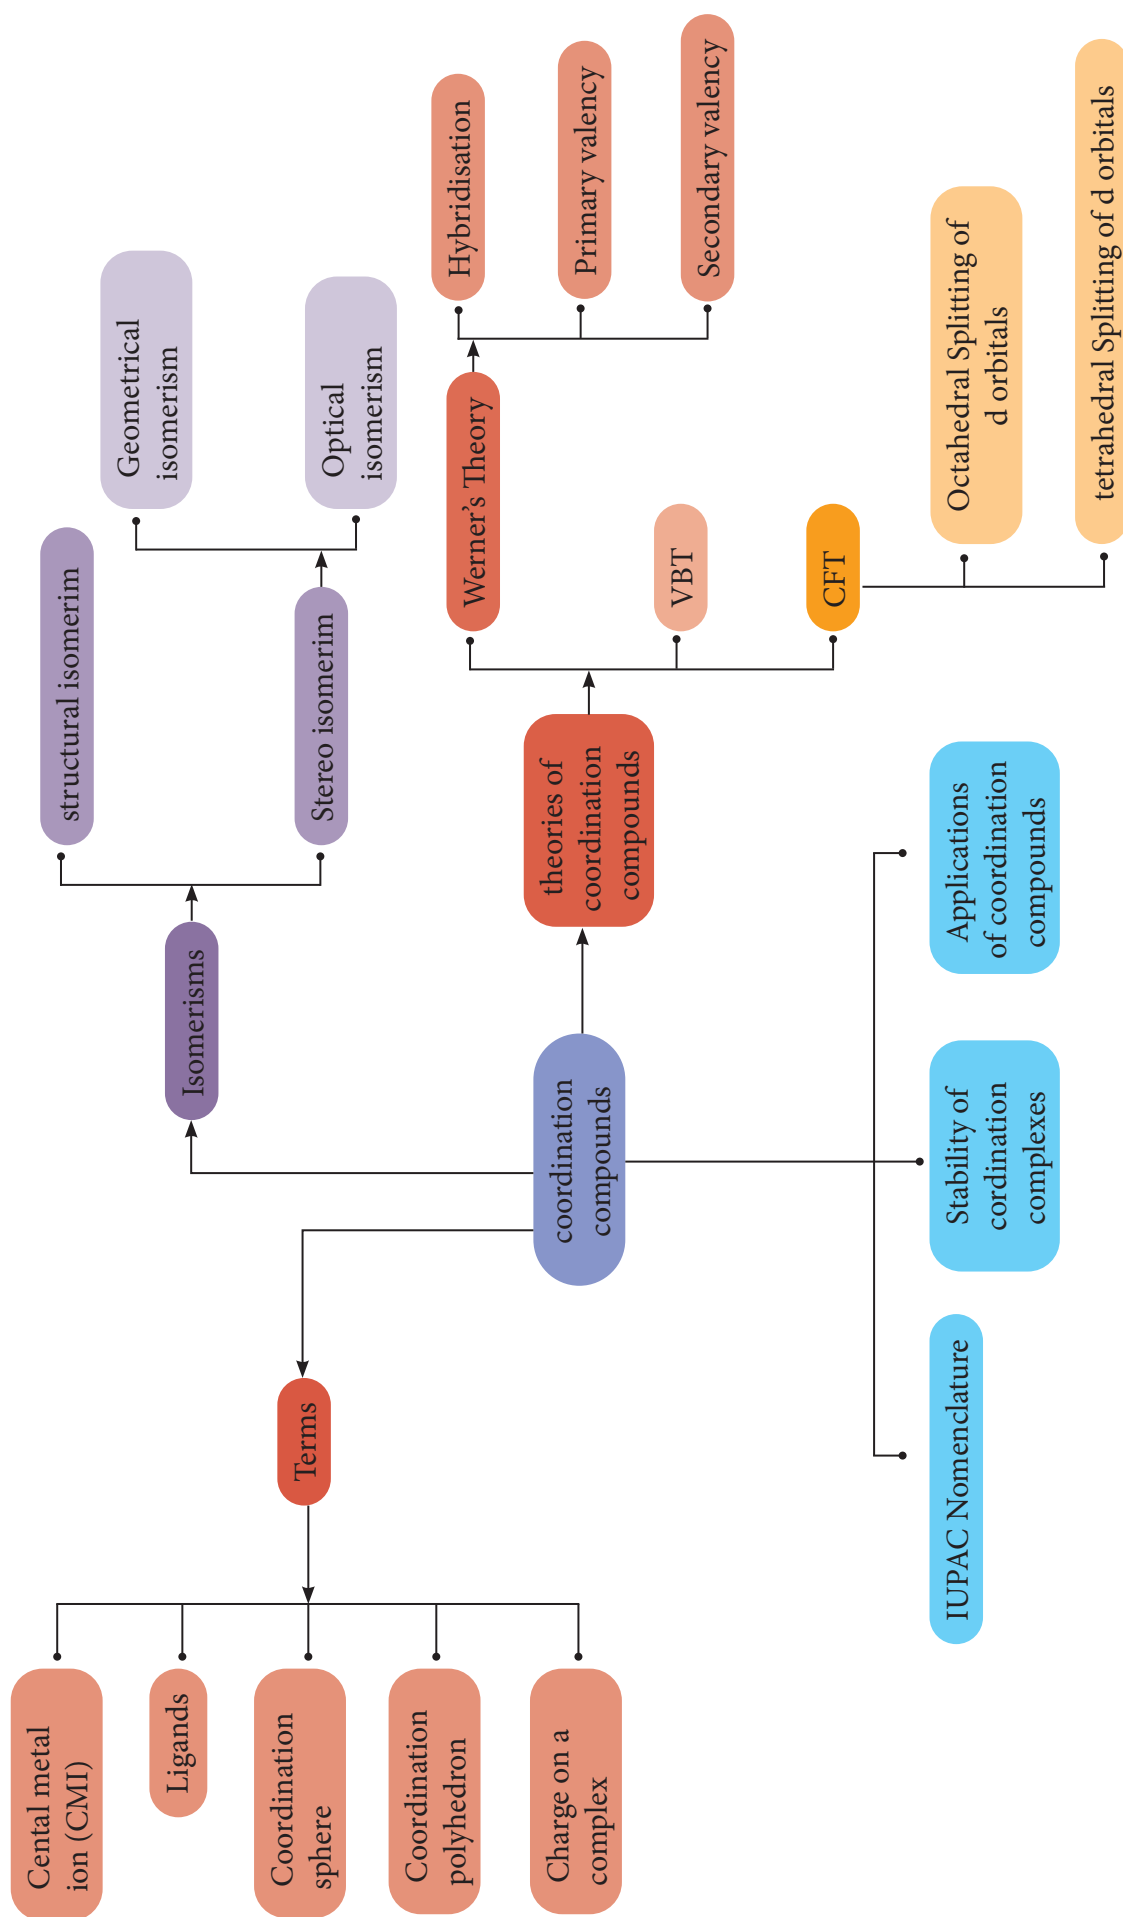 Cental metal
ion (CMI)
Ligands
Coordination
sphere
Coordination
polyhedron
Charge on a
complex
Terms
Isomerisms
structural isomerim
Stereo isomerim
Geometrical
isomerism
Optical
isomerism
coordination
compounds
theories of
coordination
compounds
Werner's Theory
Hybridisation
Primary valency
Secondary valency
VBT
CFT
Octahedral Splitting of
d orbitals
tetrahedral Splitting of d orbitals
IUPAC Nomenclature
Stability of
cordination
complexes
Applications
of coordination
compounds